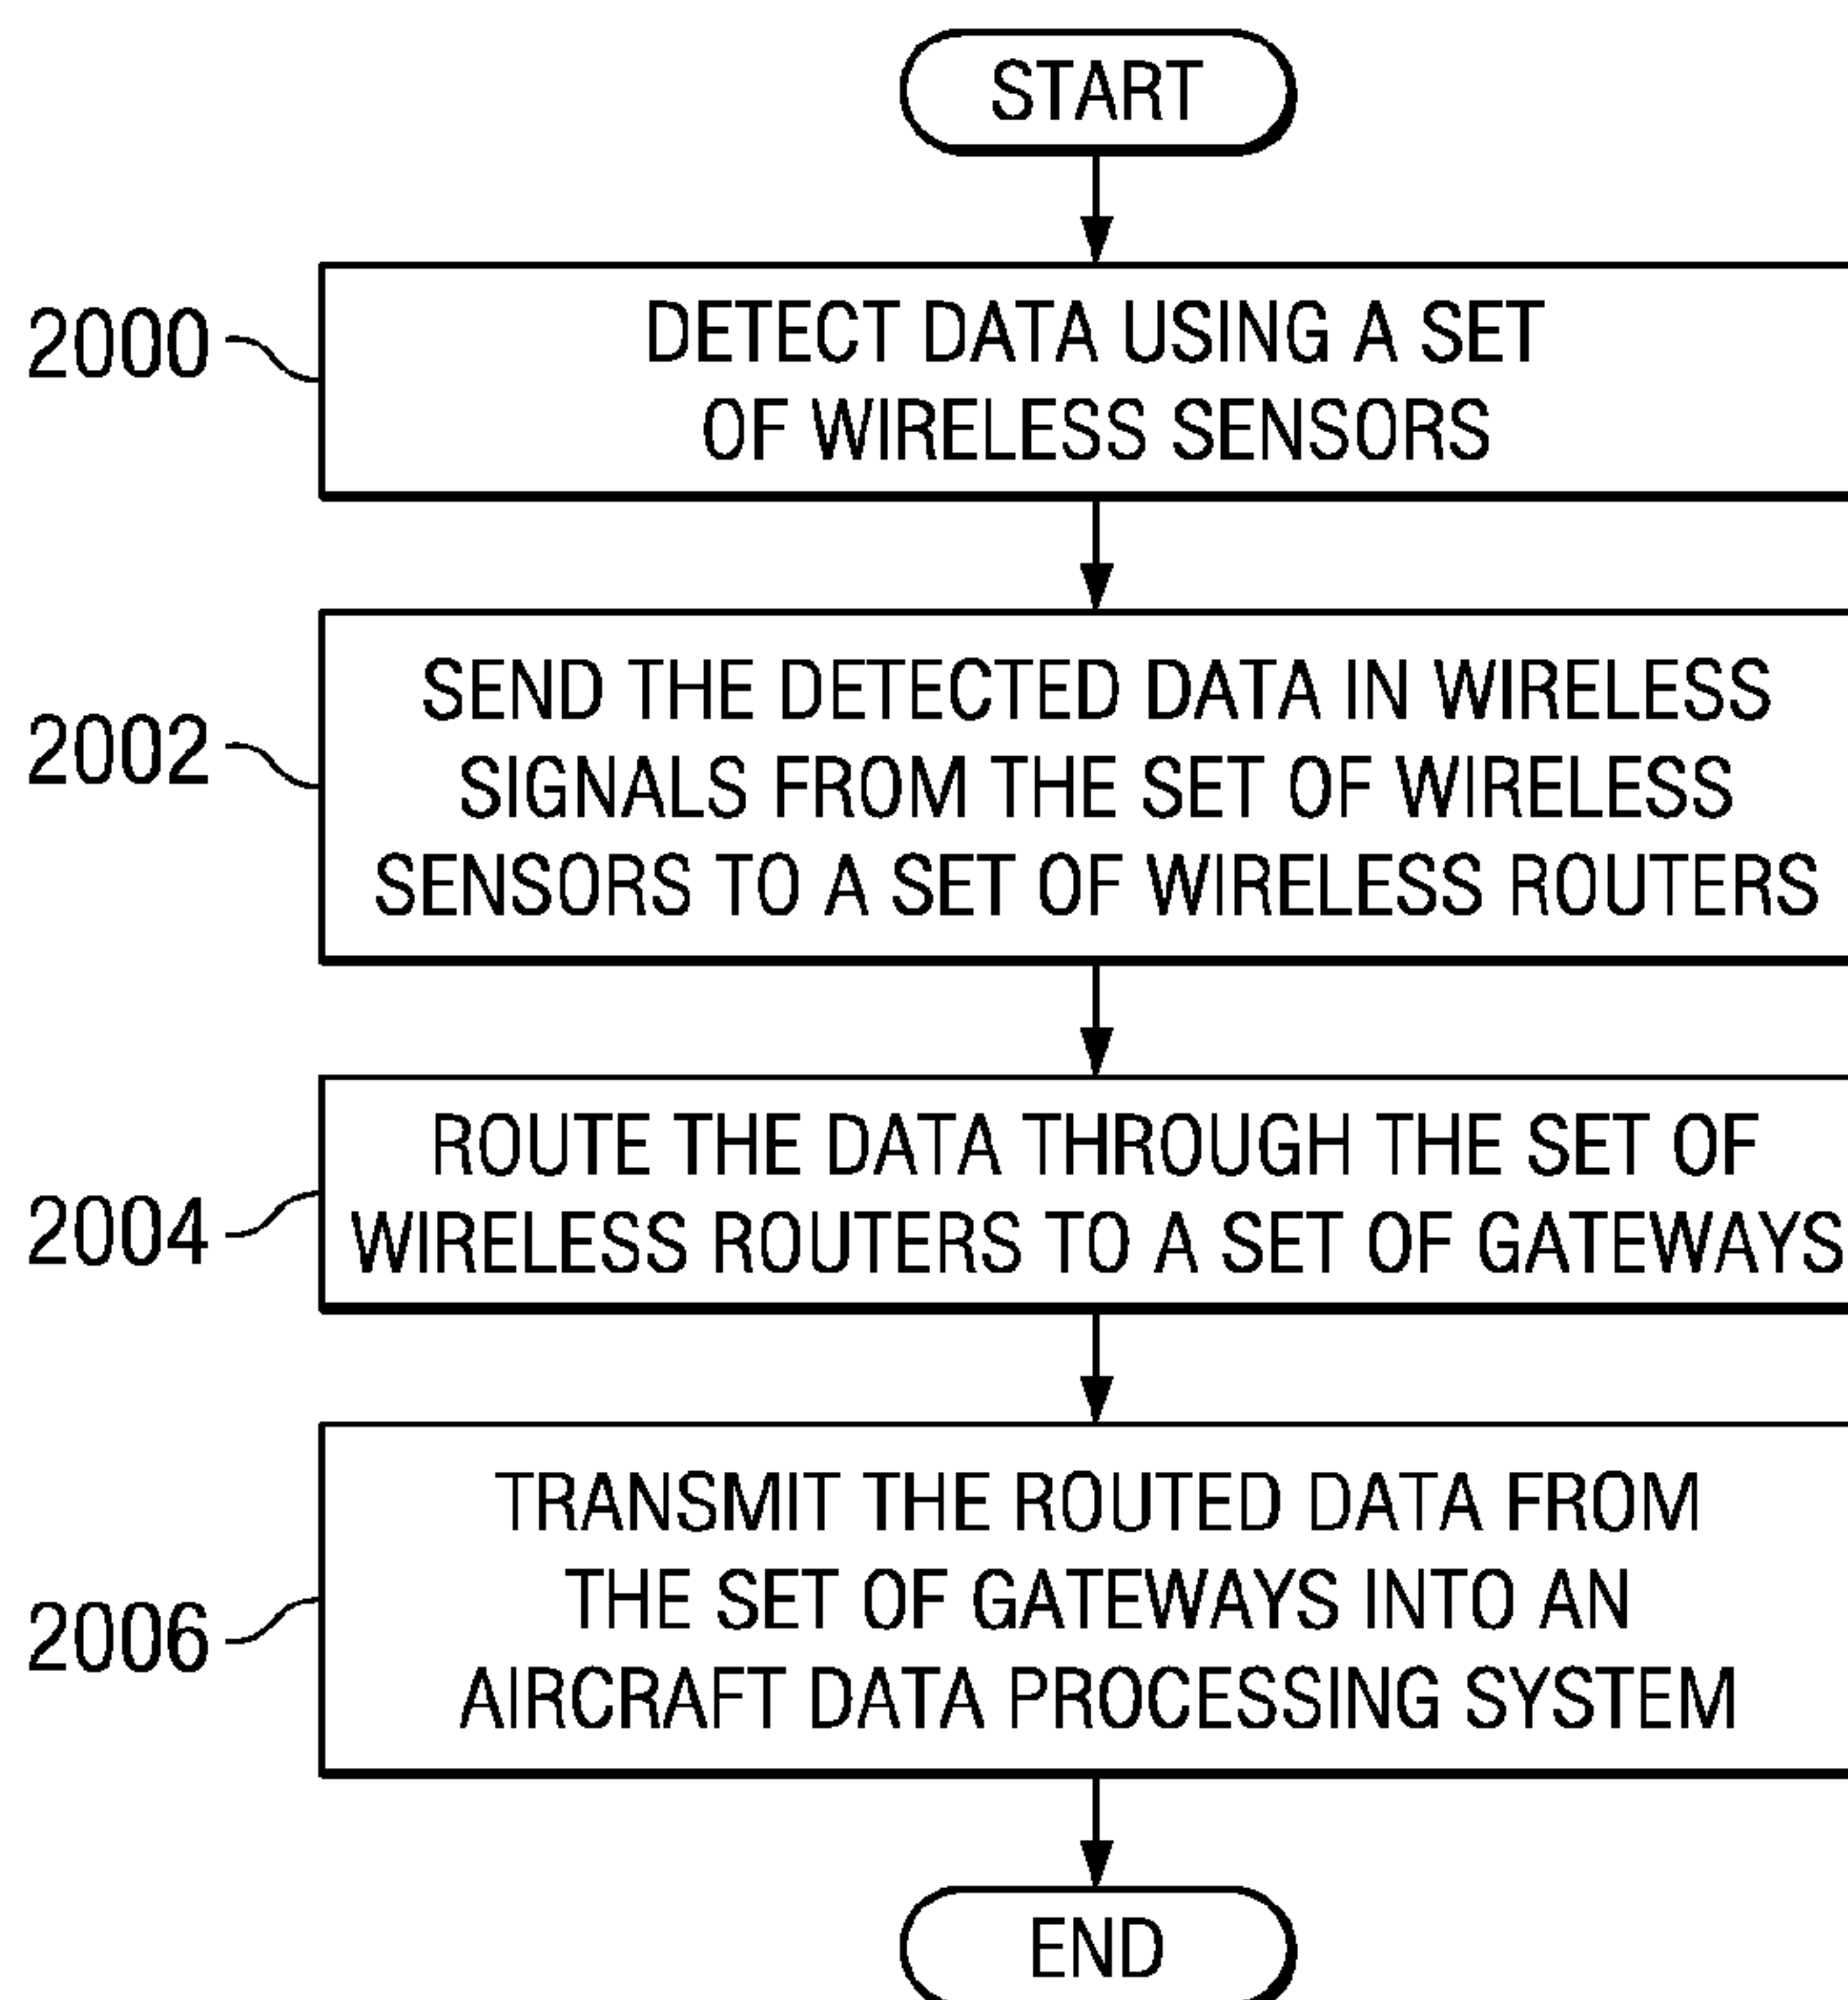 START
2000
DETECT DATA USING A SET
OF WIRELESS SENSORS
2002
SEND THE DETECTED DATA IN WIRELESS
SIGNALS FROM THE SET OF WIRELESS
SENSORS TO A SET OF WIRELESS ROUTERS
2004
ROUTE THE DATA THROUGH THE SET OF
WIRELESS ROUTERS TO A SET OF GATEWAYS
2006
TRANSMIT THE ROUTED DATA FROM
THE SET OF GATEWAYS INTO AN
AIRCRAFT DATA PROCESSING SYSTEM
END